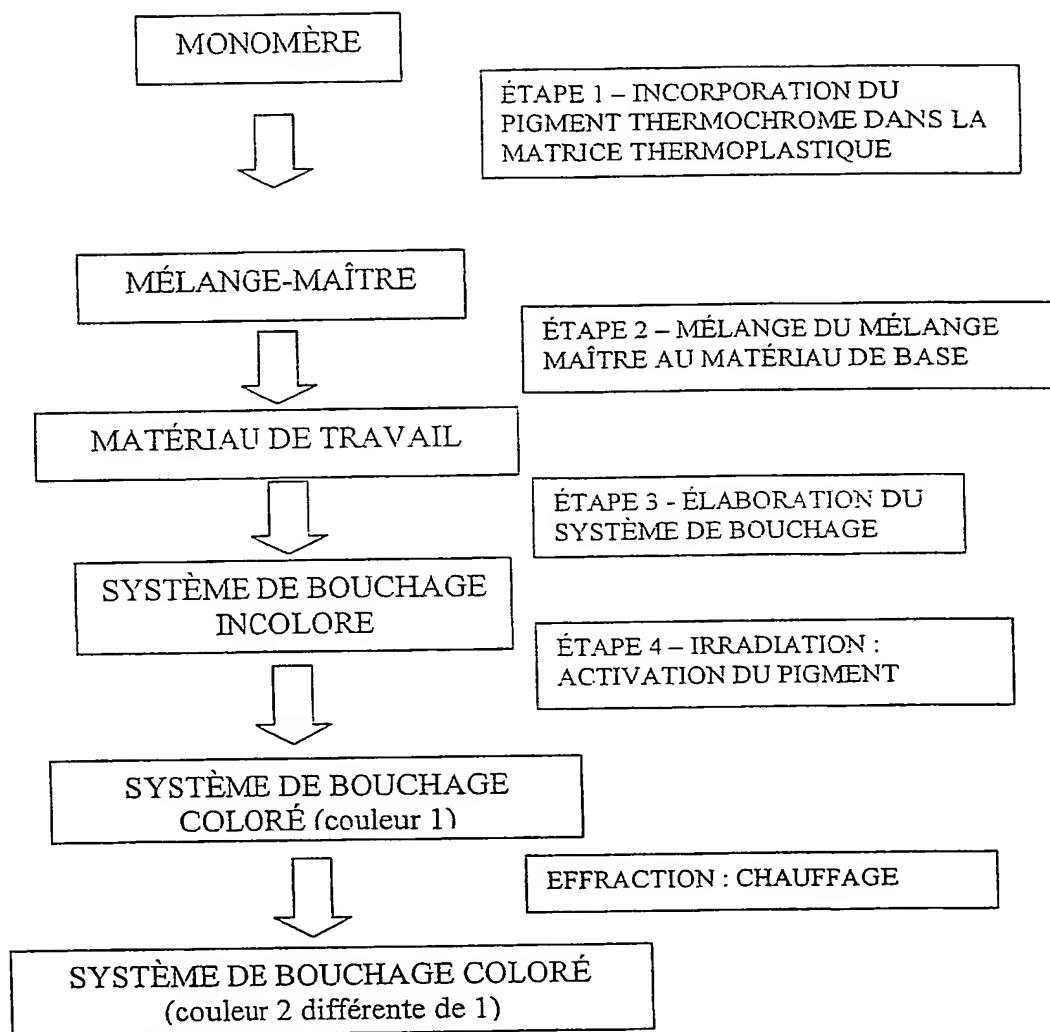 MONOMÈRE
ÉTAPE 1 – INCORPORATION DU
PIGMENT THERMOCHROME DANS LA
MATRICE THERMOPLASTIQUE
MÉLANGE-MAÎTRE
ÉTAPE 2 – MÉLANGE DU MÉLANGE
MAÎTRE AU MATÉRIAU DE BASE
MATÉRIAU DE TRAVAIL
ÉTAPE 3 - ÉLABORATION DU
SYSTÈME DE BOUCHAGE
SYSTÈME DE BOUCHAGE
INCOLORE
ÉTAPE 4 – IRRADIATION :
ACTIVATION DU PIGMENT
SYSTÈME DE BOUCHAGE
COLORÉ (couleur 1)
EFFRACTION : CHAUFFAGE
SYSTÈME DE BOUCHAGE COLORÉ
(couleur 2 différente de 1)